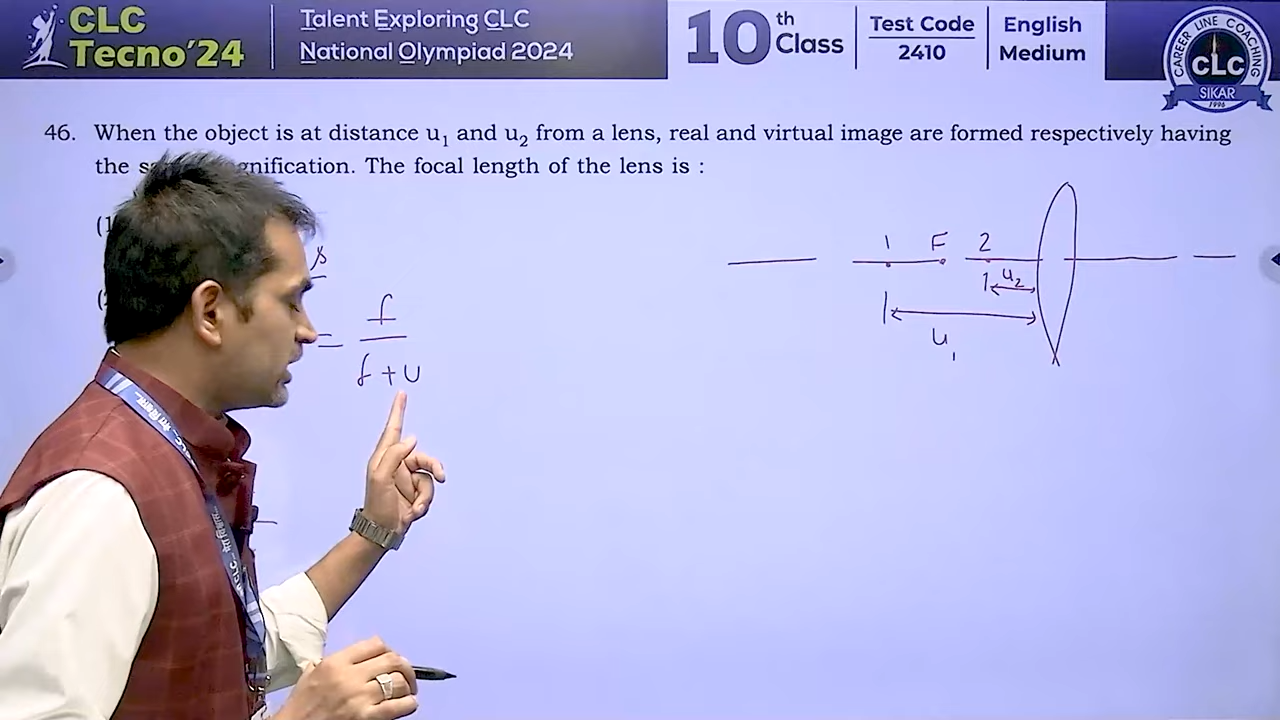 CLC
Tecno'24
Talent Exploring CLC
National Olympiad 2024
10th Class
Test Code
2410
English
Medium
CAREER LINE COACHING
CLC
SIKAR
1996
46. When the object is at distance u₁ and u₂ from a lens, real and virtual image are formed respectively having
the gnification. The focal length of the lens is :
1 F 2
u₂
u₁
= f
f + u